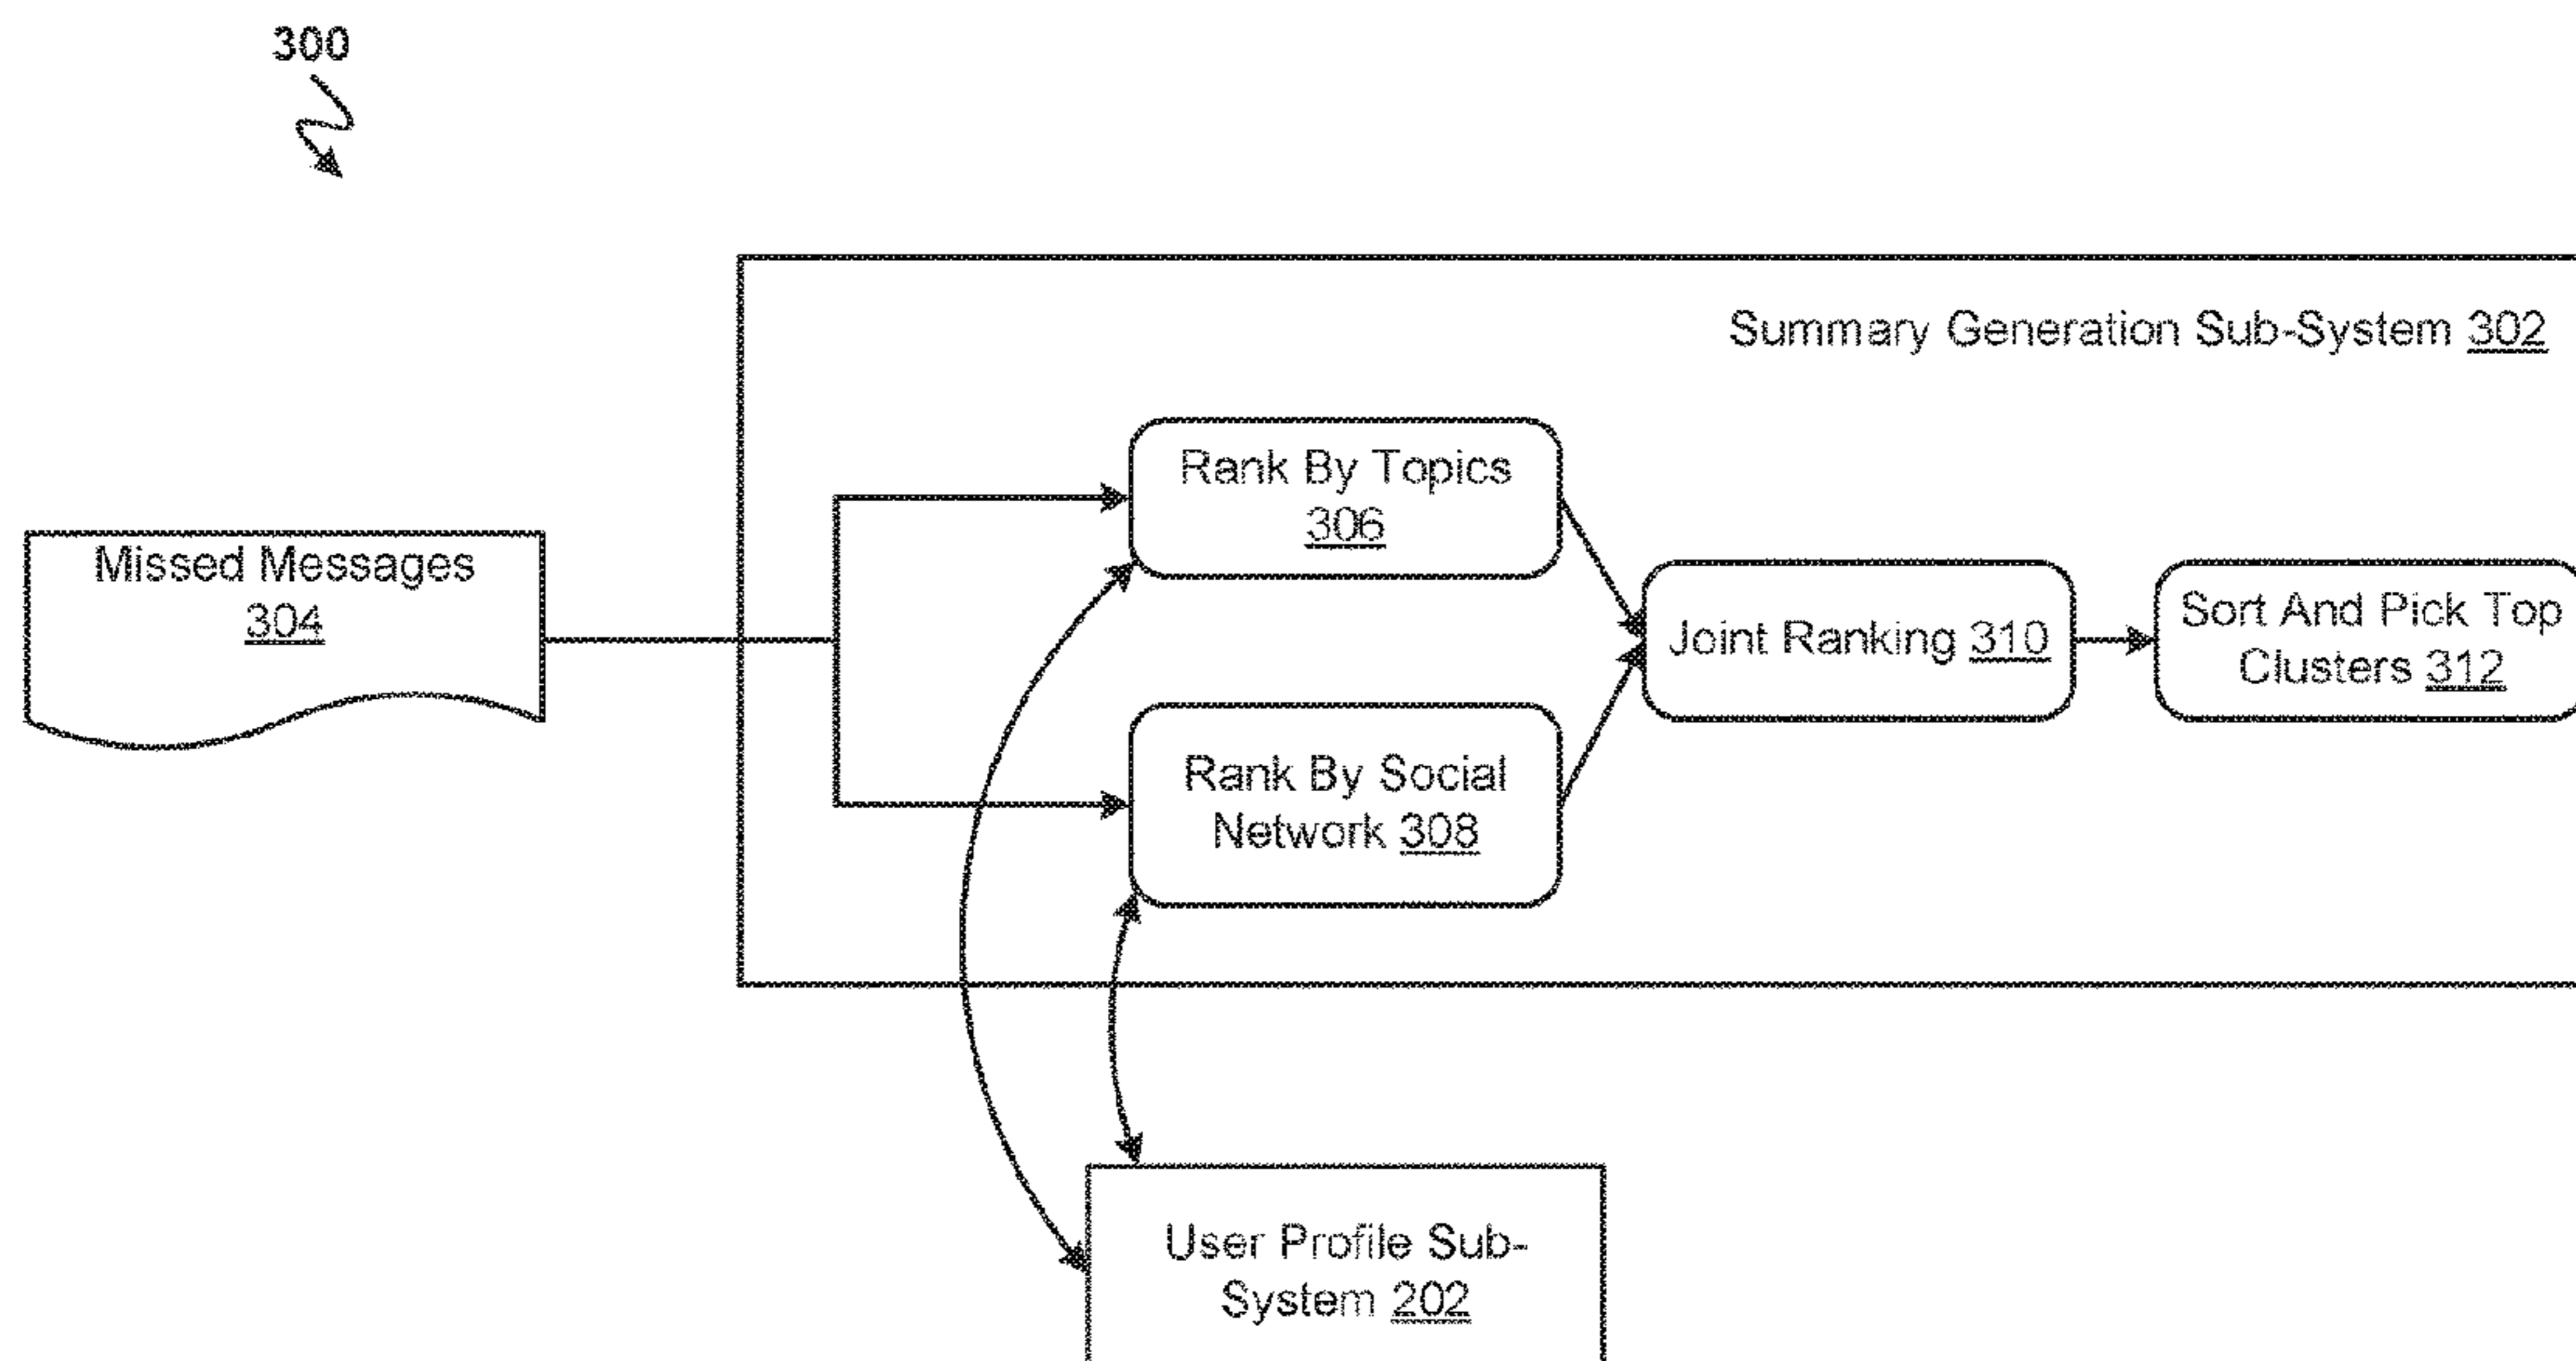 300
Summary Generation Sub-System 302
Rank By Topics
306
Missed Messages
304
Joint Ranking 310
Sort And Pick Top
Clusters 312
Rank By Social
Network 308
User Profile Sub-
System 202